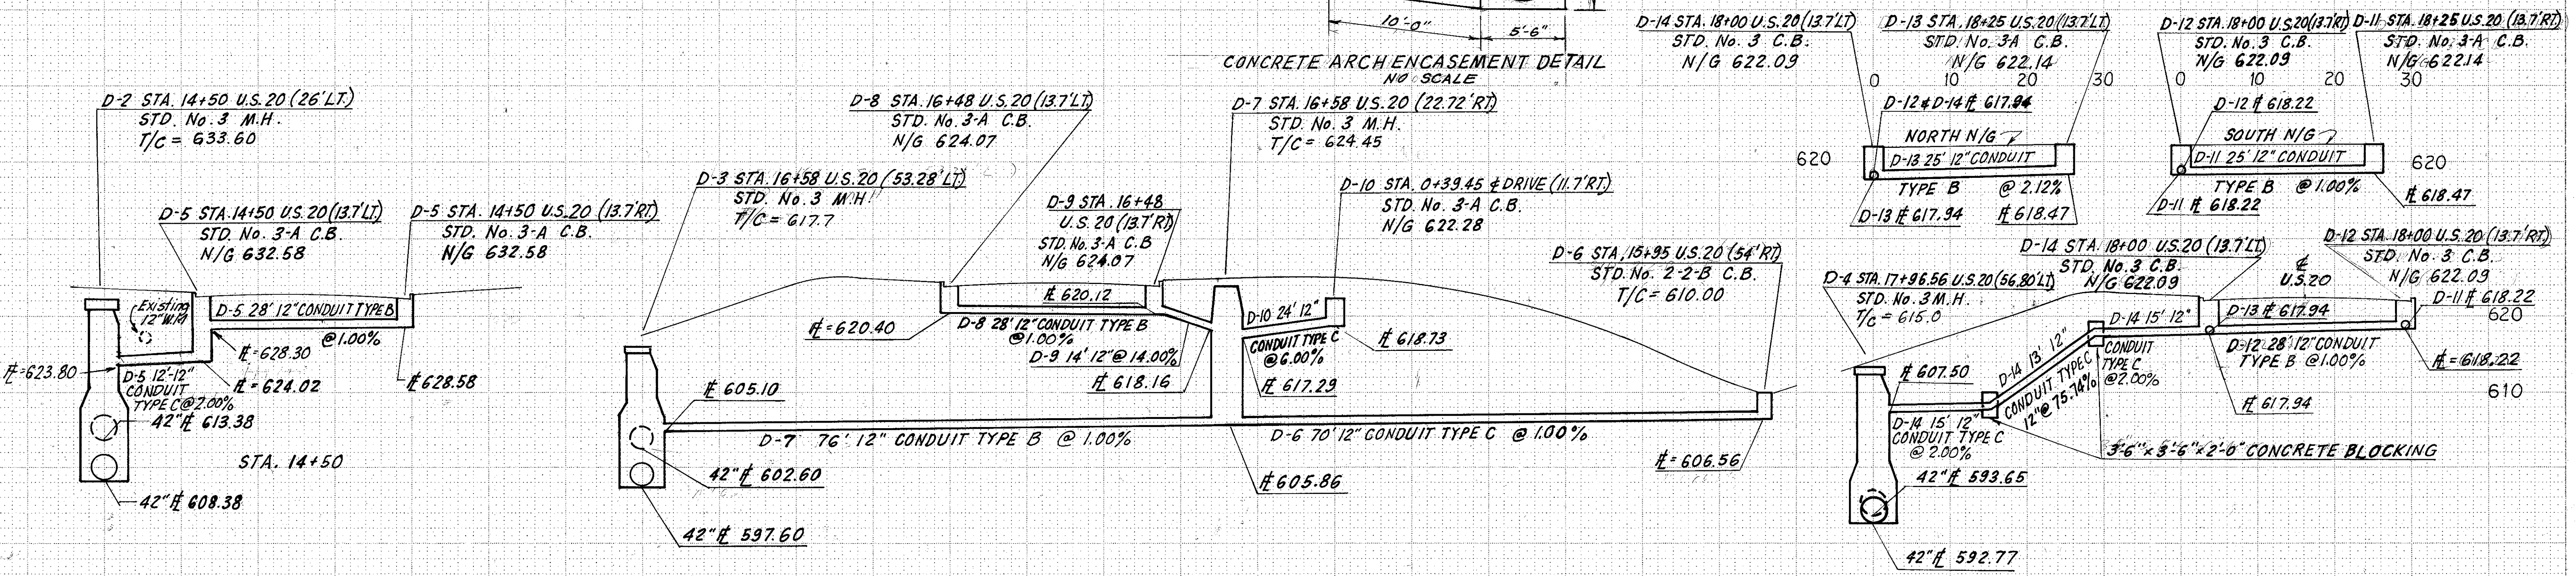 10'-0"
5'-6"
CONCRETE ARCH ENCASEMENT DETAIL
NO SCALE
D-2 STA. 14+50 U.S.20 (26'LT.)
STD. No. 3 M.H.
T/C = 633.60
D-5 STA. 14+50 U.S.20 (13.7'LT)
STD. No. 3-A C.B.
N/G 632.58
D-5 STA. 14+50 U.S.20 (13.7'RT)
STD. No. 3-A C.B.
N/G 632.58
Existing
12" W.M
D-5 28' 12" CONDUIT TYPE B
@ 1.00%
℄=628.30
℄=623.80
D-5 12'-12"
CONDUIT
TYPE C @ 2.00%
℄=624.02
℄628.58
42" ℄ 613.38
STA. 14+50
42" ℄ 608.38
D-8 STA. 16+48 U.S.20 (13.7'LT)
STD. No. 3-A C.B.
N/G 624.07
D-7 STA. 16+58 U.S.20 (22.72'RT)
STD. No. 3 M.H.
T/C = 624.45
D-3 STA. 16+58 U.S.20 (53.28'LT)
STD. No. 3 M.H.
T/C = 617.7
D-9 STA. 16+48
U.S. 20 (13.7'RT)
STD. No. 3-A C.B
N/G 624.07
D-10 STA. 0+39.45 ℄ DRIVE (11.7'RT)
STD. No. 3-A C.B.
N/G 622.28
D-6 STA. 15+95 U.S.20 (54'RT)
STD. No. 2-2-B C.B.
T/C = 610.00
℄ 620.12
℄=620.40
D-8 28' 12" CONDUIT TYPE B
@ 1.00%
D-9 14' 12" @ 14.00%
℄ 618.16
D-10 24' 12"
CONDUIT TYPE C
@ 6.00%
℄ 618.73
℄ 617.29
℄ 605.10
D-7 76' 12" CONDUIT TYPE B @ 1.00%
D-6 70' 12" CONDUIT TYPE C @ 1.00%
42" ℄ 602.60
℄605.86
℄=606.56
42" ℄ 597.60
D-14 STA. 18+00 U.S.20 (13.7'LT)
STD. No. 3 C.B.
N/G 622.09
D-13 STA. 18+25 U.S.20 (13.7'LT)
STD. No. 3-A C.B.
N/G 622.14
0 10 20 30
D-12 & D-14 ℄ 617.94
NORTH N/G
620
D-13 25' 12" CONDUIT
TYPE B @ 2.12%
D-13 ℄ 617.94
℄ 618.47
D-12 STA. 18+00 U.S.20 (13.7'RT)
STD. No. 3 C.B.
N/G 622.09
D-11 STA. 18+25 U.S.20 (13.7'RT)
STD. No. 3-A C.B.
N/G 622.14
0 10 20 30
D-12 ℄ 618.22
SOUTH N/G
D-11 25' 12" CONDUIT
620
TYPE B @ 1.00%
D-11 ℄ 618.22
℄ 618.47
D-14 STA. 18+00 U.S.20 (13.7'LT)
STD. No. 3 C.B.
N/G 622.09
℄
U.S.20
D-12 STA. 18+00 U.S.20 (13.7'RT)
STD. No. 3 C.B.
N/G 622.09
D-4 STA. 17+96.56 U.S.20 (56.80'LT)
STD. No. 3 M.H.
T/C = 615.0
D-11 ℄ 618.22
620
D-14 15' 12"
CONDUIT
TYPE C
@ 2.00%
D-13 ℄ 617.94
D-12 28' 12" CONDUIT
TYPE B @ 1.00%
℄=618.22
610
℄ 607.50
D-14 13' 12"
CONDUIT TYPE C
12" @ 75.74%
℄ 617.94
D-14 15' 12"
CONDUIT TYPE C
@ 2.00%
3'-6" x 3'-6" x 2'-0" CONCRETE BLOCKING
42" ℄ 593.65
42" ℄ 592.77